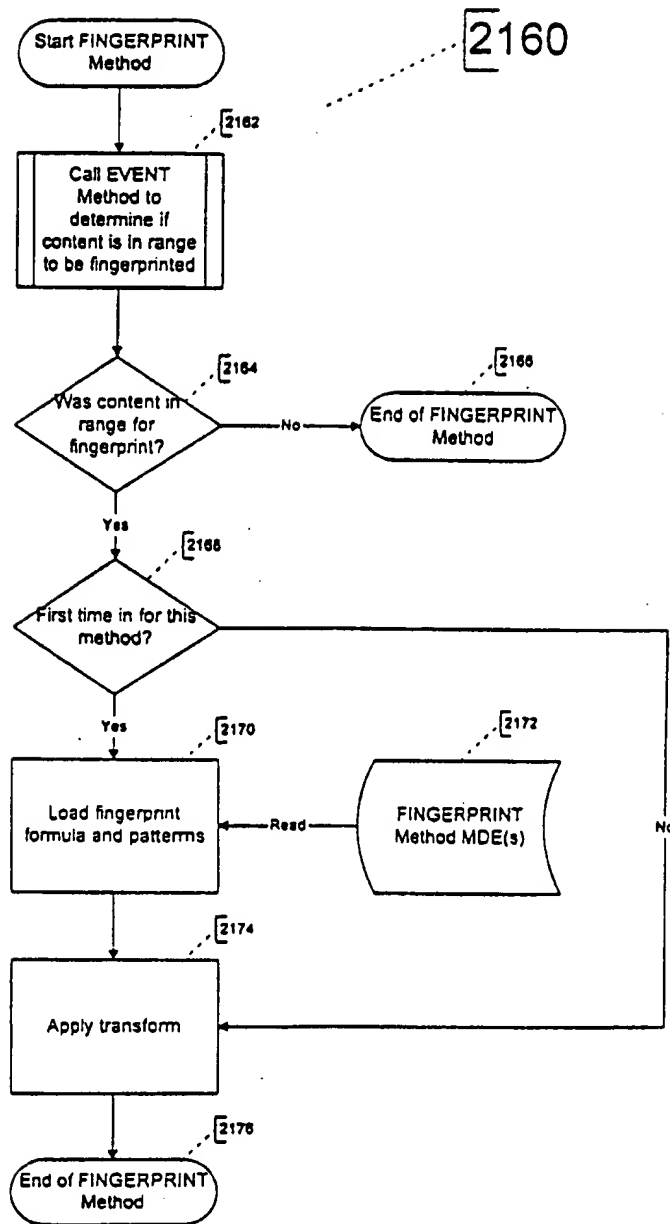 Start FINGERPRINT
Method
2160
2162
Call EVENT
Method to
determine if
content is in range
to be fingerprinted
2164
Was content in
range for
fingerprint?
No
2166
End of FINGERPRINT
Method
Yes
2168
First time in for this
method?
Yes
No
2170
Load fingerprint
formula and patterms
Read
2172
FINGERPRINT
Method MDE(s)
2174
Apply transform
2176
End of FINGERPRINT
Method